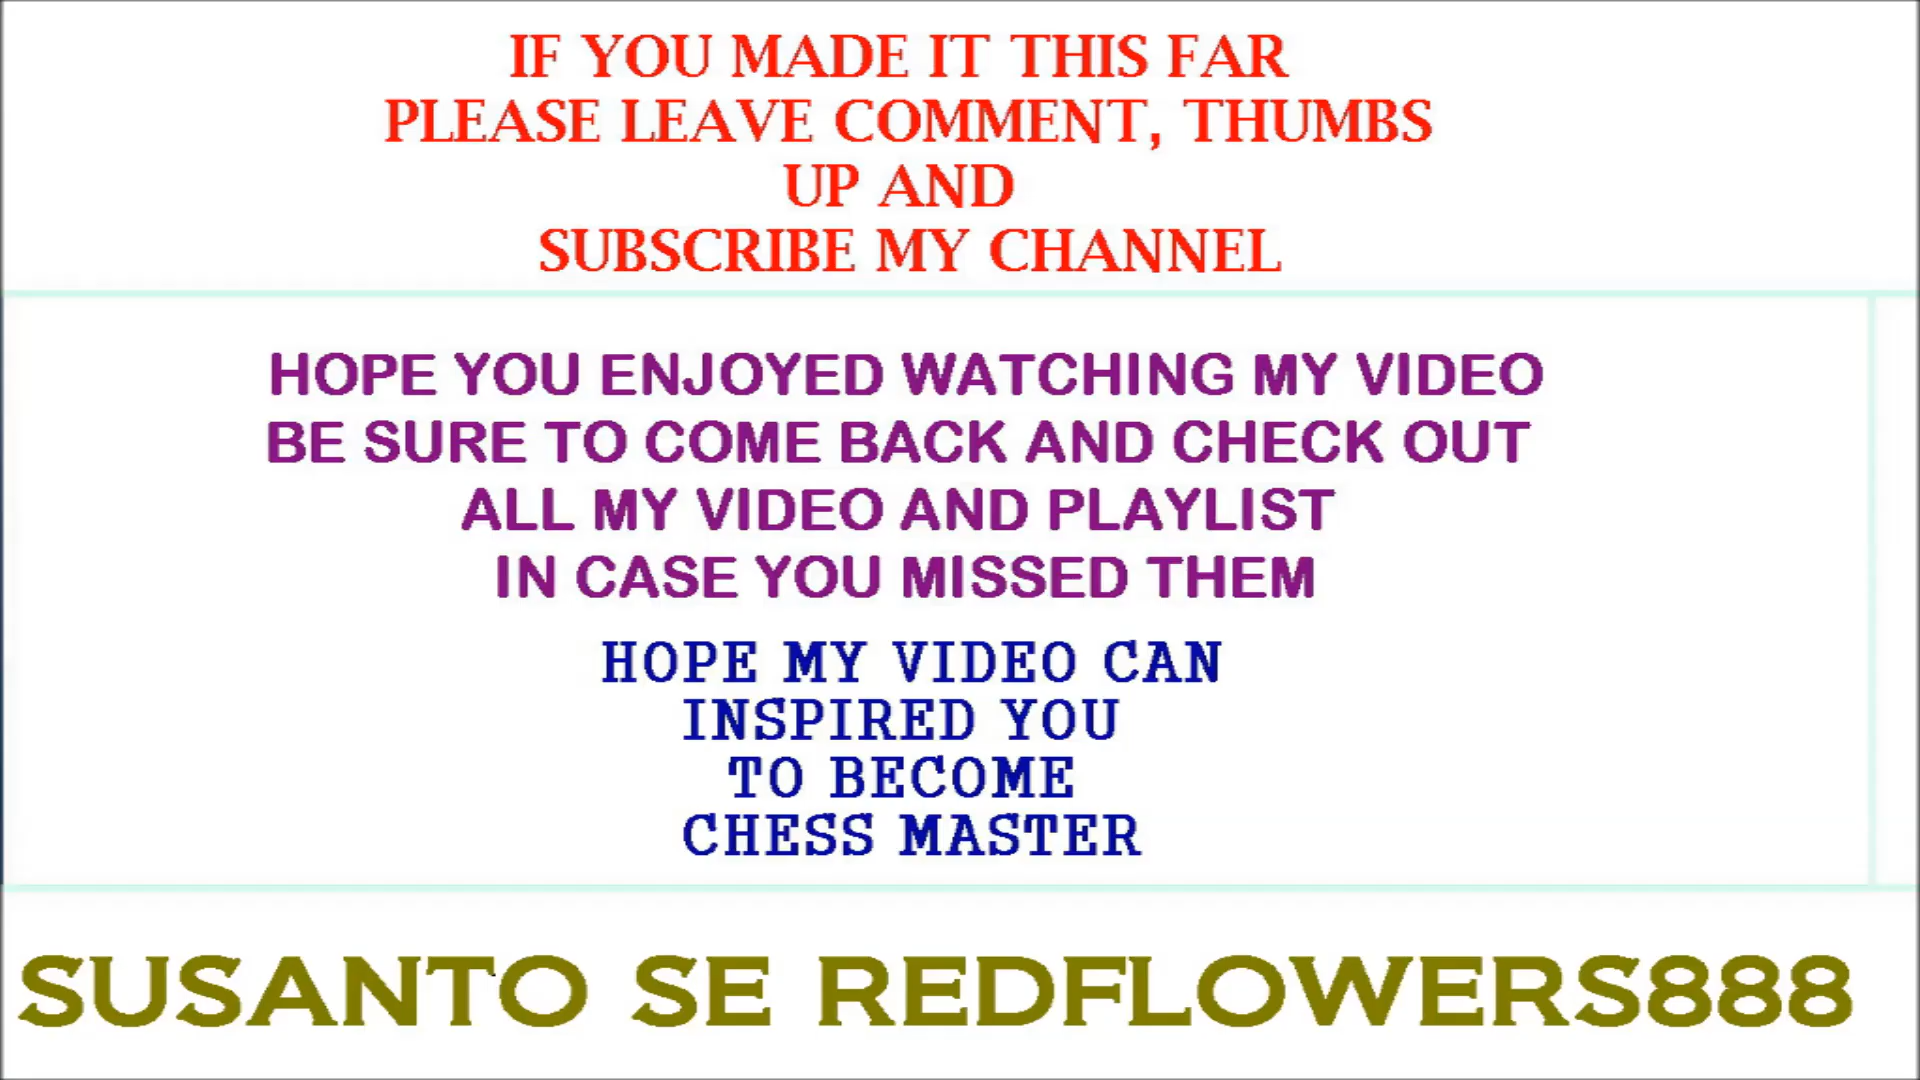 IF YOU MADE IT THIS FAR
PLEASE LEAVE COMMENT, THUMBS
UP AND
SUBSCRIBE MY CHANNEL
HOPE YOU ENJOYED WATCHING MY VIDEO
BE SURE TO COME BACK AND CHECK OUT
ALL MY VIDEO AND PLAYLIST
IN CASE YOU MISSED THEM
HOPE MY VIDEO CAN
INSPIRED YOU
TO BECOME
CHESS MASTER
SUSANTO SE REDFLOWERS888